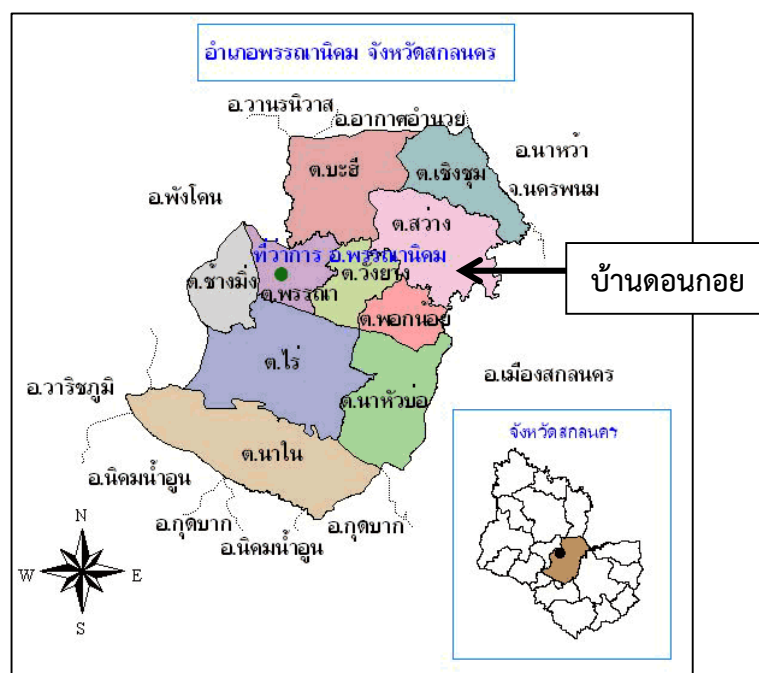 อำเภอพรรณานิคม จังหวัดสกลนคร
อ.วานรนิวาส
อ.อากาศอำนวย
อ.นาหว้า
จ.นครพนม
ต.บะฮี
ต.เชิงชุม
อ.พังโคน
ต.สว่าง
ที่ว่าการ อ.พรรณานิคม
ต.วังยาง
ต.ช้างมิ่ง
ต.พรรณา
บ้านดอนกอย
ต.พอกน้อย
ต.ไร่
อ.เมืองสกลนคร
อ.วาริชภูมิ
ต.นาหัวบ่อ
จังหวัดสกลนคร
ต.นาใน
อ.นิคมน้ำอูน
อ.กุดบาก
อ.กุดบาก
อ.นิคมน้ำอูน
N
W
E
S